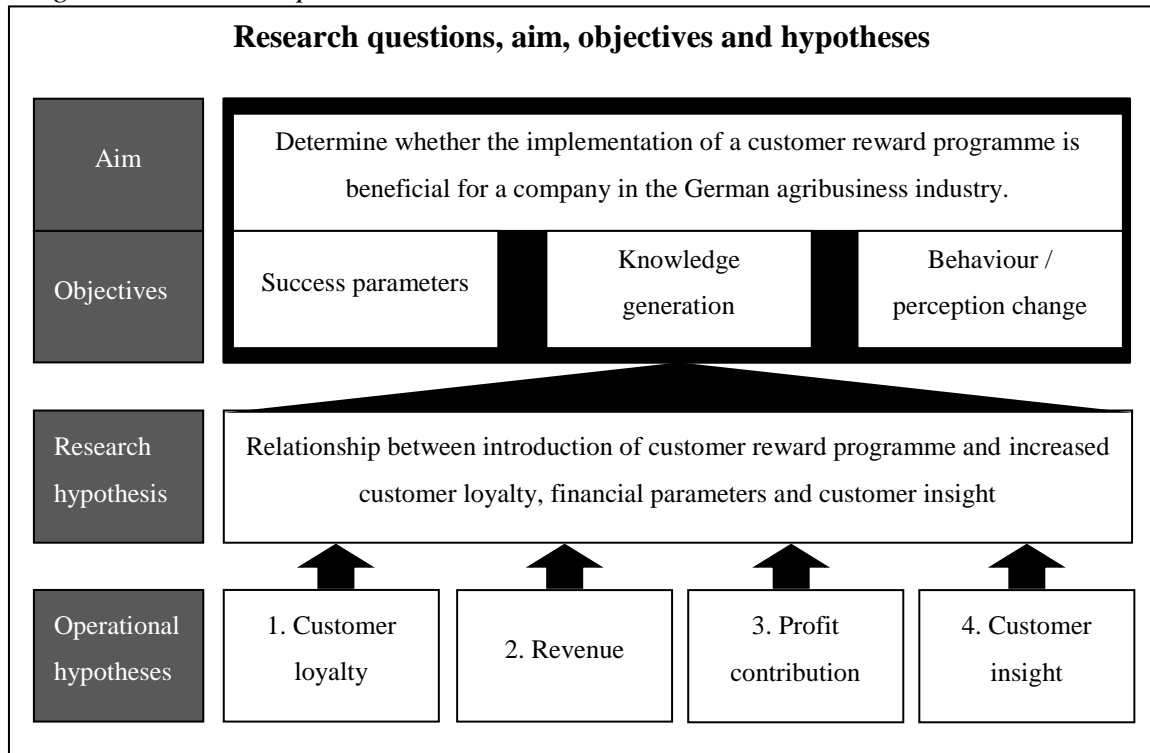 Research questions, aim, objectives and hypotheses
Aim
Determine whether the implementation of a customer reward programme is
beneficial for a company in the German agribusiness industry.
Objectives
Success parameters
Knowledge
generation
Behaviour /
perception change
Research
hypothesis
Relationship between introduction of customer reward programme and increased
customer loyalty, financial parameters and customer insight
Operational
hypotheses
1. Customer
loyalty
2. Revenue
3. Profit
contribution
4. Customer
insight